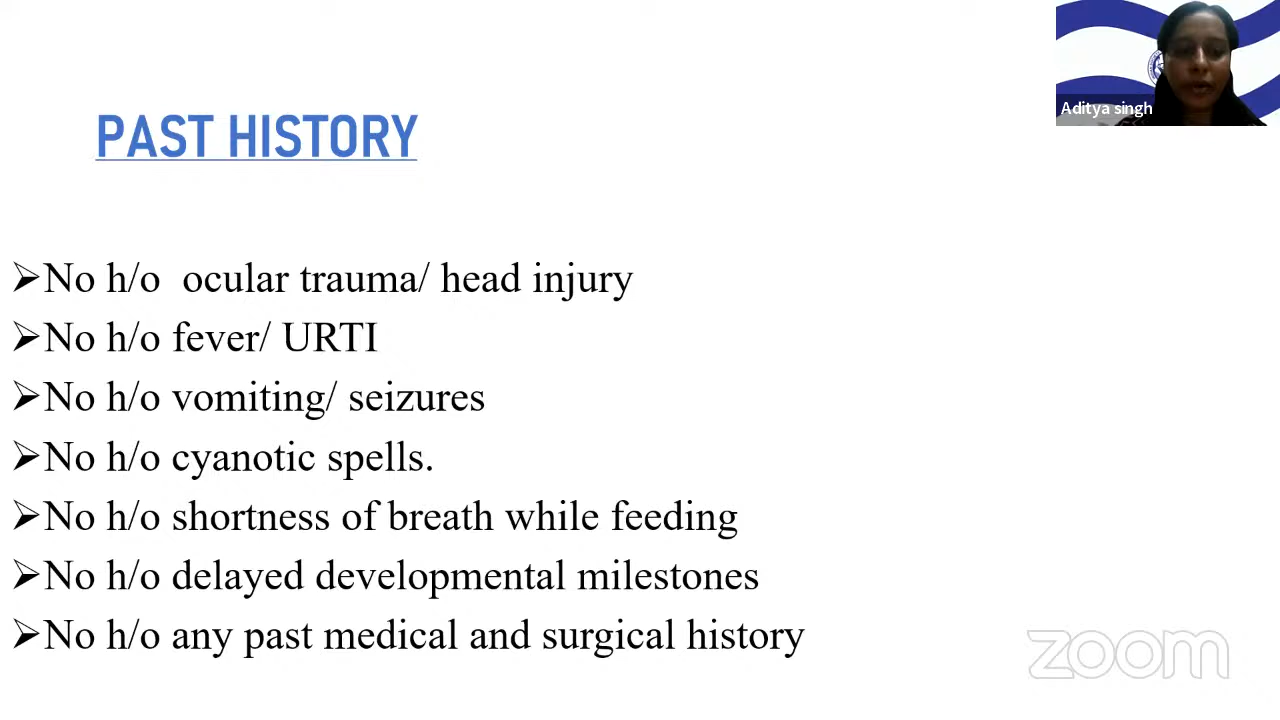 Aditya singh
PAST HISTORY
➢No h/o ocular trauma/ head injury
➢No h/o fever/ URTI
➢No h/o vomiting/ seizures
➢No h/o cyanotic spells.
➢No h/o shortness of breath while feeding
➢No h/o delayed developmental milestones
➢No h/o any past medical and surgical history
zoom